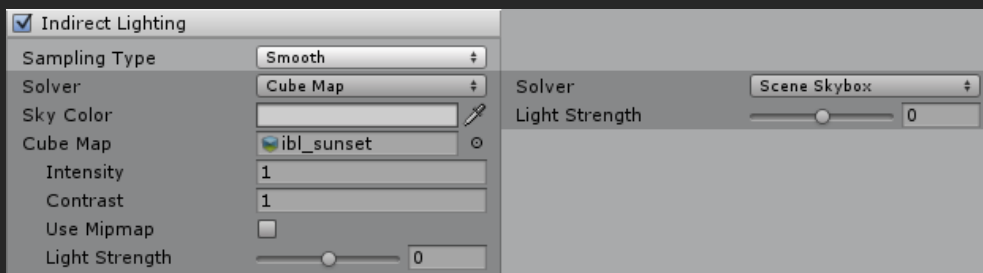 Indirect Lighting
Sampling Type Smooth
Solver Cube Map
Sky Color
Cube Map ibl_sunset
Intensity 1
Contrast 1
Use Mipmap
Light Strength 0
Solver Scene Skybox
Light Strength 0